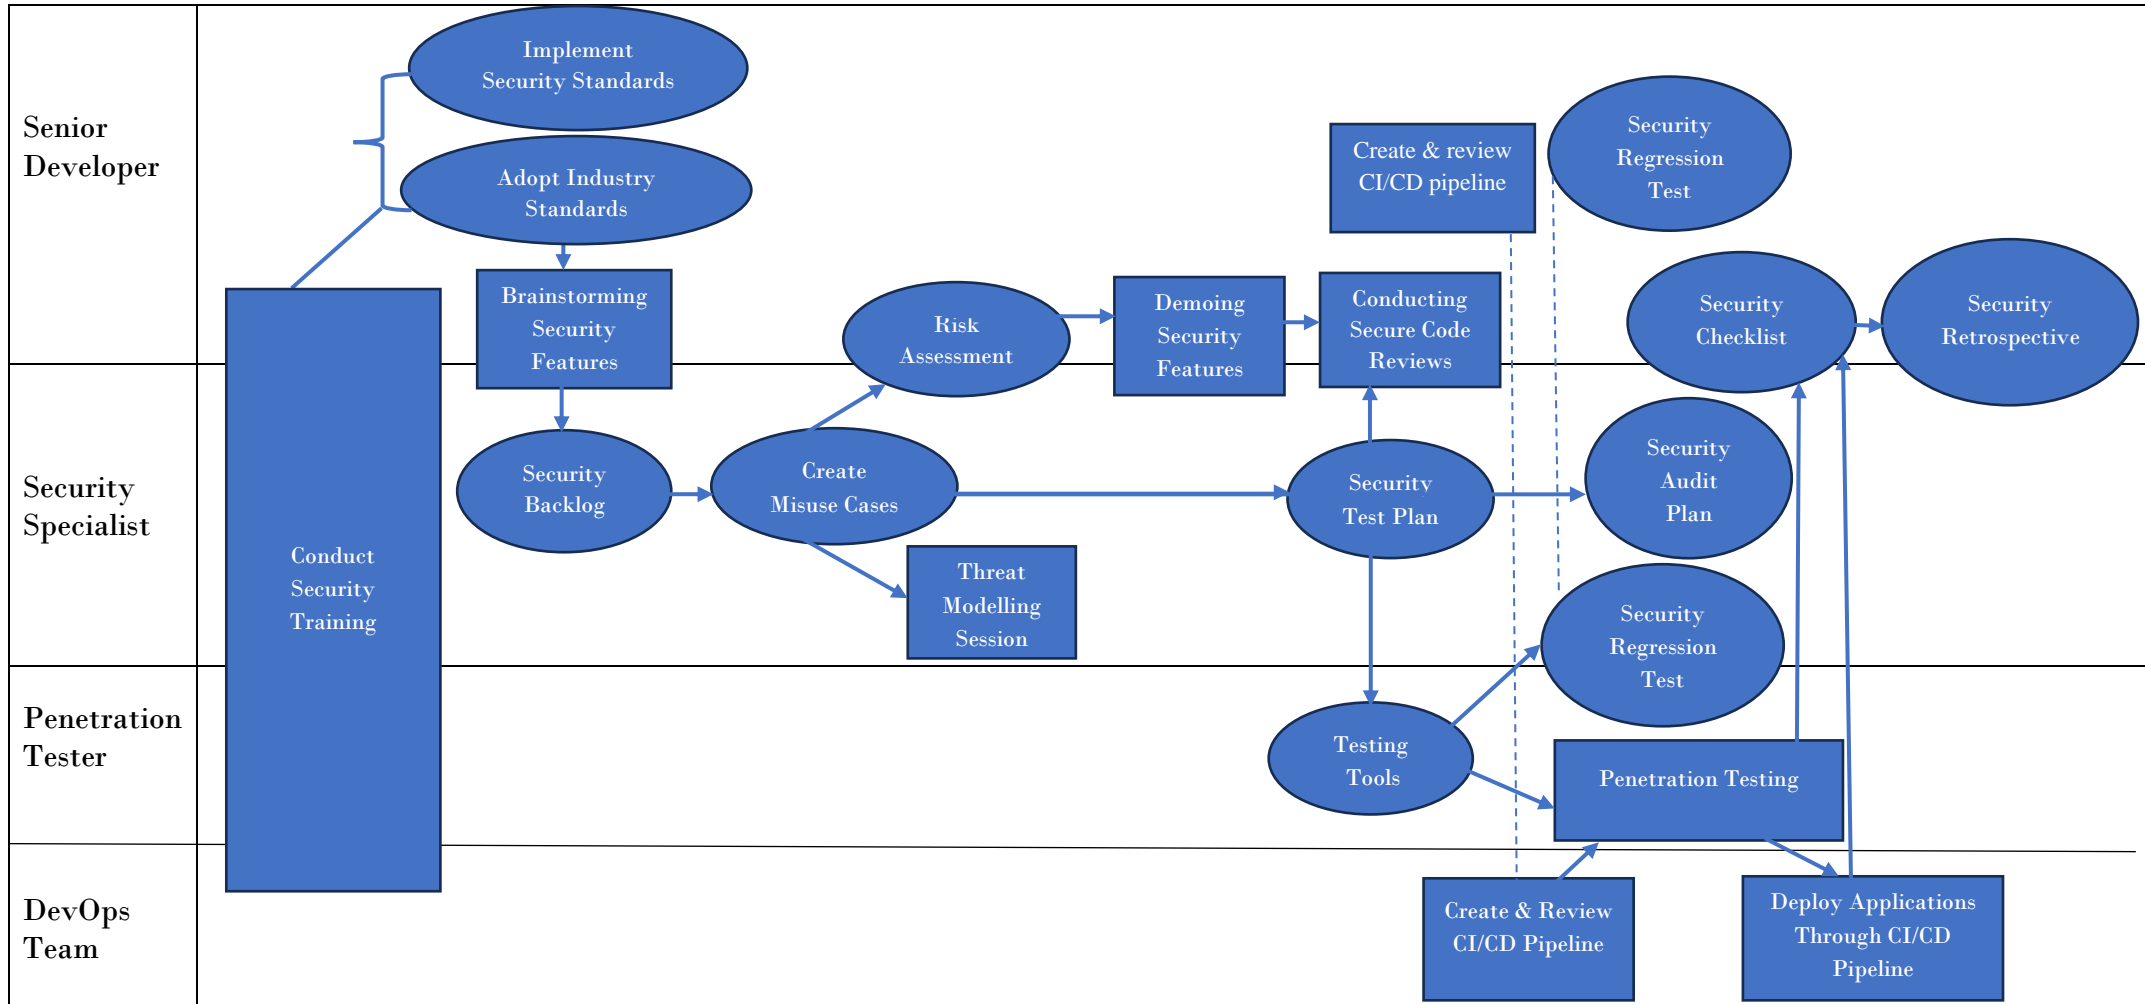 Senior
Developer
Implement
Security Standards
Adopt Industry
Standards
Brainstorming
Security
Features
Risk
Assessment
Demoing
Security
Features
Create & review
CI/CD pipeline
Conducting
Secure Code
Reviews
Security
Regression
Test
Security
Checklist
Security
Retrospective
Security
Specialist
Conduct
Security
Training
Security
Backlog
Create
Misuse Cases
Threat
Modelling
Session
Security
Test Plan
Security
Audit
Plan
Security
Regression
Test
Penetration
Tester
Testing
Tools
Penetration Testing
DevOps
Team
Create & Review
CI/CD Pipeline
Deploy Applications
Through CI/CD
Pipeline